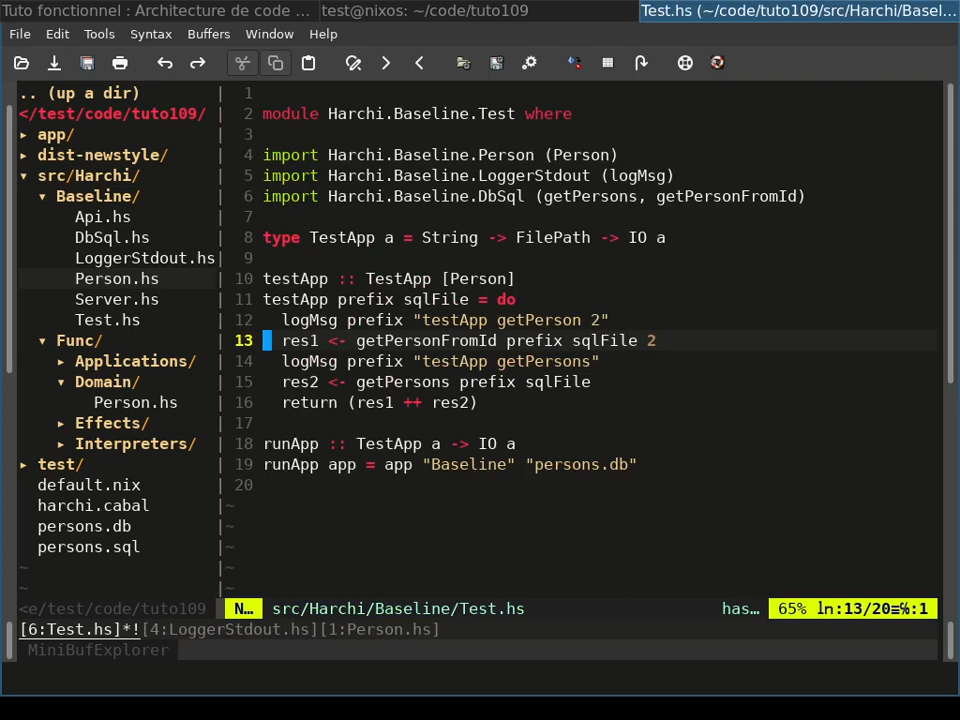 Tuto fonctionnel : Architecture de code ...
test@nixos: ~/code/tuto109
Test.hs (~/code/tuto109/src/Harchi/Basel...
File Edit Tools Syntax Buffers Window Help
.. (up a dir)
</test/code/tuto109/
▸ app/
▸ dist-newstyle/
▾ src/Harchi/
▾ Baseline/
Api.hs
DbSql.hs
LoggerStdout.hs
Person.hs
Server.hs
Test.hs
▾ Func/
▸ Applications/
▾ Domain/
Person.hs
▸ Effects/
▸ Interpreters/
▸ test/
default.nix
harchi.cabal
persons.db
persons.sql
~
~
<e/test/code/tuto109
1
2 module Harchi.Baseline.Test where
3
4 import Harchi.Baseline.Person (Person)
5 import Harchi.Baseline.LoggerStdout (logMsg)
6 import Harchi.Baseline.DbSql (getPersons, getPersonFromId)
7
8 type TestApp a = String -> FilePath -> IO a
9
10 testApp :: TestApp [Person]
11 testApp prefix sqlFile = do
12 logMsg prefix "testApp getPerson 2"
13 res1 <- getPersonFromId prefix sqlFile 2
14 logMsg prefix "testApp getPersons"
15 res2 <- getPersons prefix sqlFile
16 return (res1 ++ res2)
17
18 runApp :: TestApp a -> IO a
19 runApp app = app "Baseline" "persons.db"
20
~
~
~
~
~
N… src/Harchi/Baseline/Test.hs has… 65% ln:13/20≡℅:1
[6:Test.hs]*![4:LoggerStdout.hs][1:Person.hs]
MiniBufExplorer